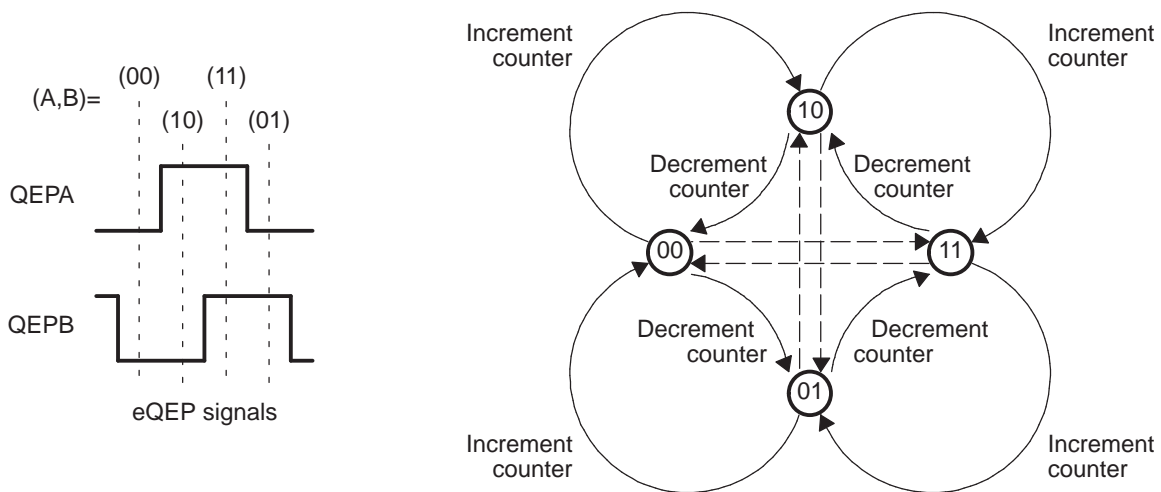 (A,B)=
(00)
(11)
(10)
(01)
QEPA
QEPB
eQEP signals
Increment
counter
Increment
counter
10
Decrement
counter
Decrement
counter
00
11
Decrement
counter
Decrement
counter
01
Increment
counter
Increment
counter